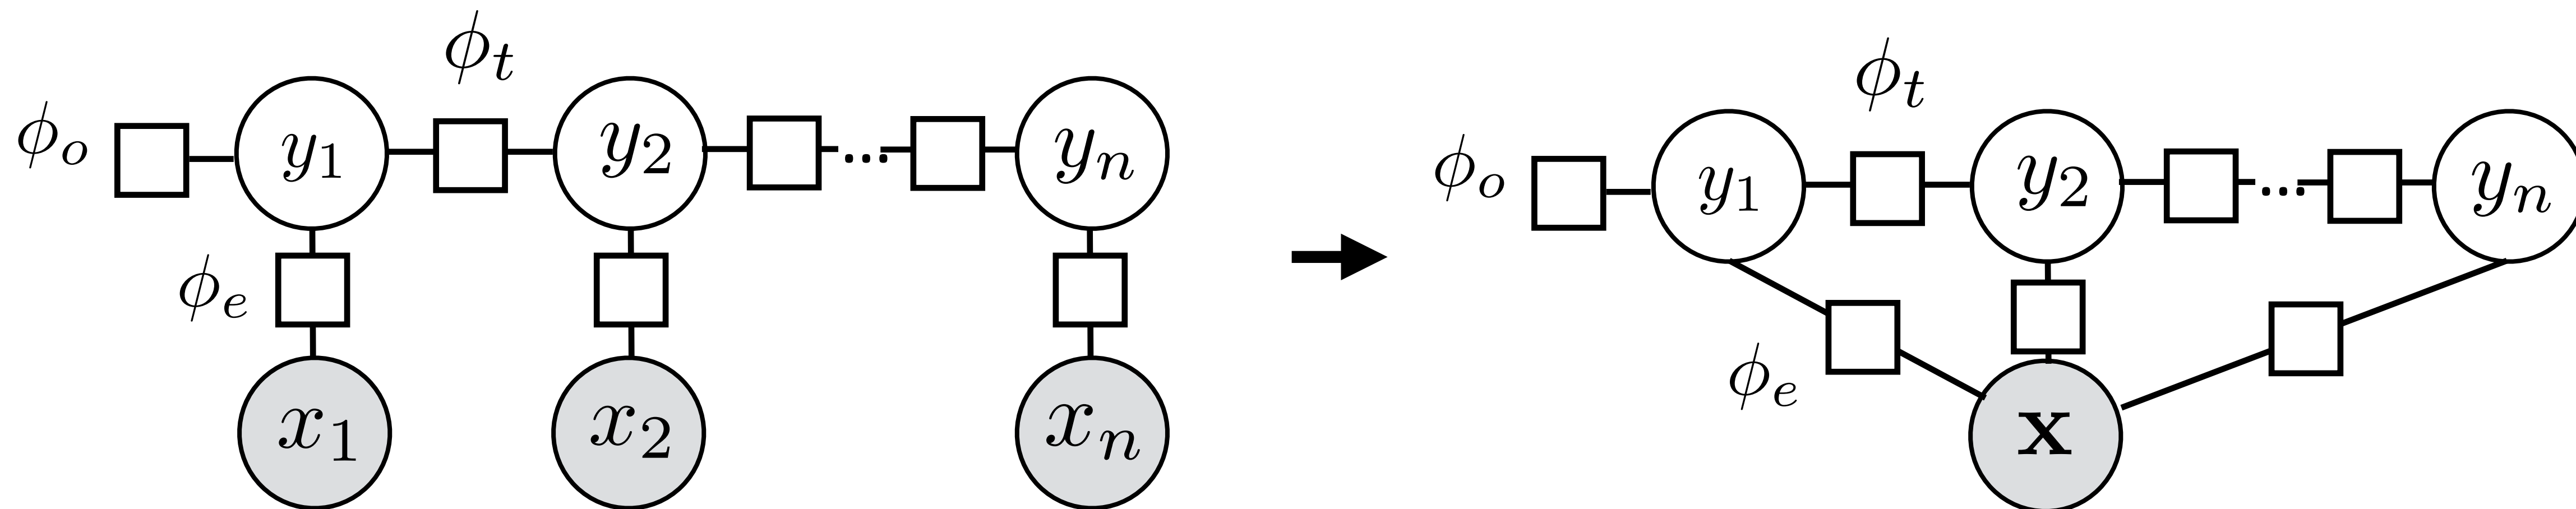 ϕt ϕt
ϕo y1 y2 ... yn ϕo y1 y2 ... yn
ϕe ϕe
x1 x2 xn x